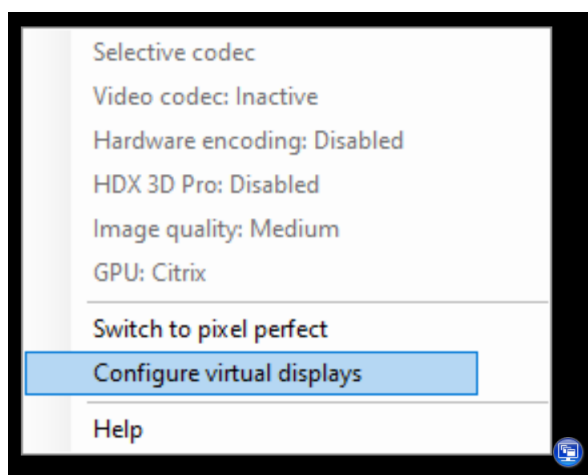 Selective codec
Video codec: Inactive
Hardware encoding: Disabled
HDX 3D Pro: Disabled
Image quality: Medium
GPU: Citrix
Switch to pixel perfect
Configure virtual displays
Help